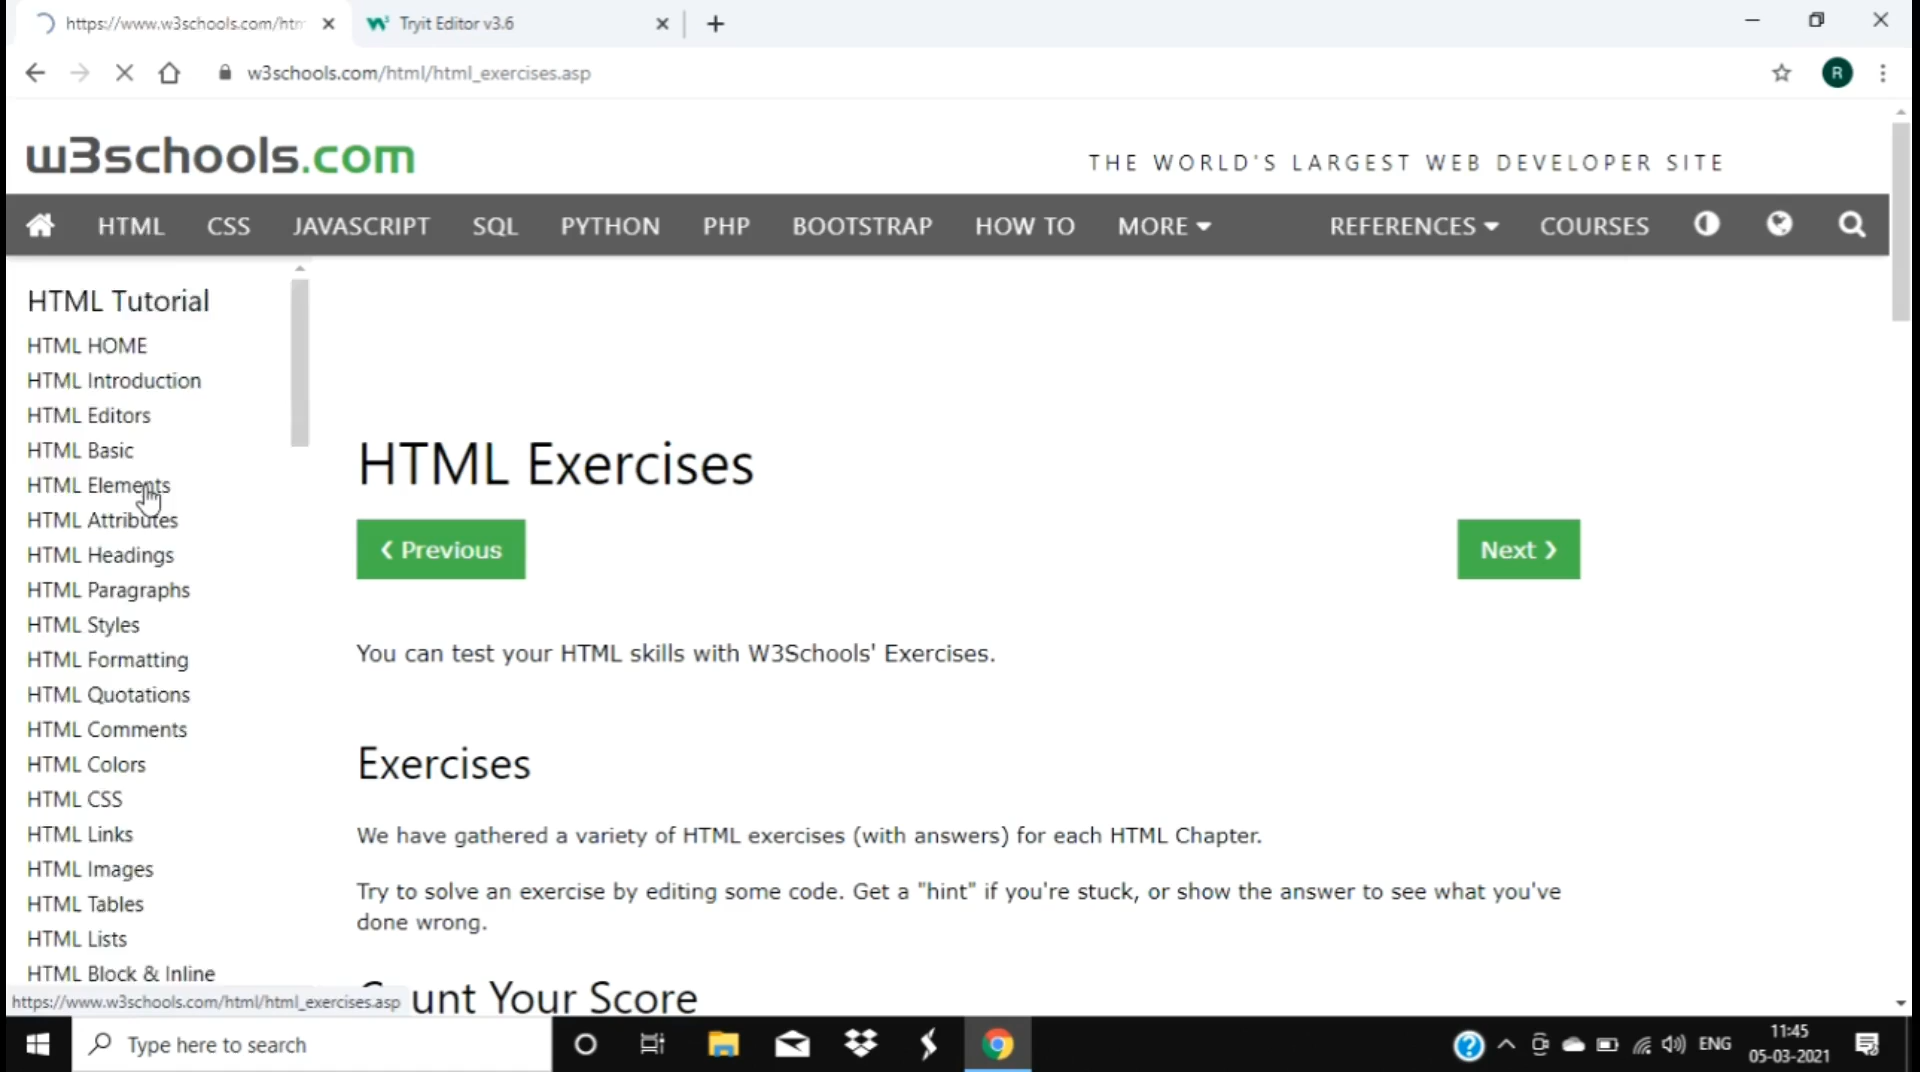 https://www.w3schools.com/htm
Tryit Editor v3.6
w3schools.com/html/html_exercises.asp
R
w3schools.com
THE WORLD'S LARGEST WEB DEVELOPER SITE
HTML CSS JAVASCRIPT SQL PYTHON PHP BOOTSTRAP HOW TO MORE REFERENCES COURSES
HTML Tutorial
HTML HOME
HTML Introduction
HTML Editors
HTML Basic
HTML Elements
HTML Attributes
HTML Headings
HTML Paragraphs
HTML Styles
HTML Formatting
HTML Quotations
HTML Comments
HTML Colors
HTML CSS
HTML Links
HTML Images
HTML Tables
HTML Lists
HTML Block & Inline
HTML Exercises
❮ Previous
Next ❯
You can test your HTML skills with W3Schools' Exercises.
Exercises
We have gathered a variety of HTML exercises (with answers) for each HTML Chapter.
Try to solve an exercise by editing some code. Get a "hint" if you're stuck, or show the answer to see what you've
done wrong.
Count Your Score
https://www.w3schools.com/html/html_exercises.asp
Type here to search
ENG
11:45
05-03-2021